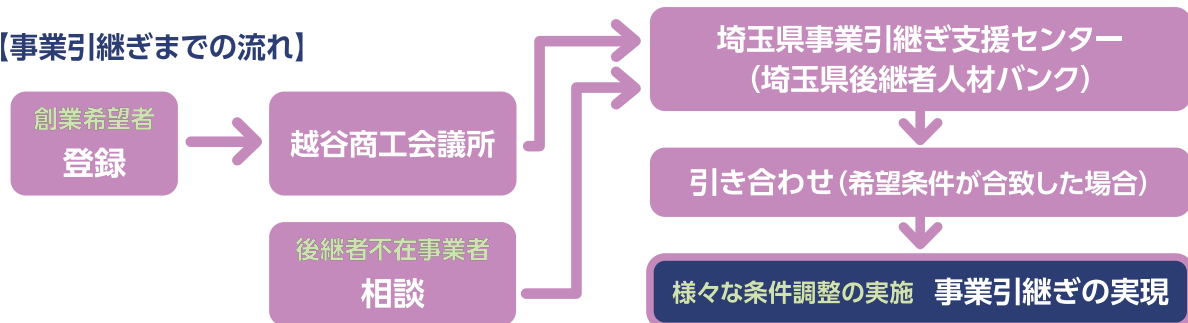 【事業引継ぎまでの流れ】
創業希望者
登録
越谷商工会議所
後継者不在事業者
相談
埼玉県事業引継ぎ支援センター
（埼玉県後継者人材バンク）
引き合わせ（希望条件が合致した場合）
様々な条件調整の実施 事業引継ぎの実現